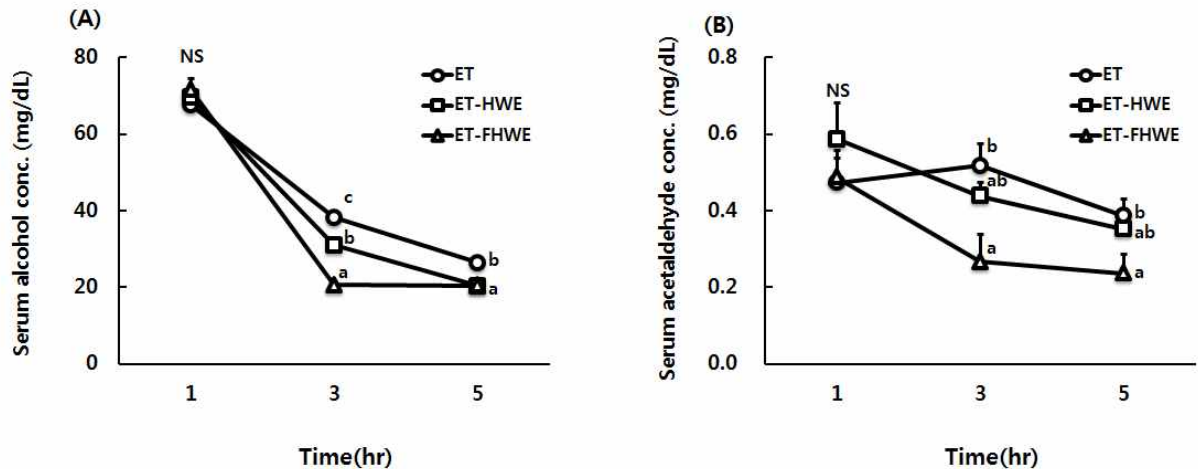 (A)
Serum alcohol conc. (mg/dL)
80
60
40
20
0
NS
c
b
a
b
a
ET
ET-HWE
ET-FHWE
1 3 5
Time(hr)
(B)
Serum acetaldehyde conc. (mg/dL)
0.8
0.6
0.4
0.2
0.0
NS
b
ab
a
b
ab
a
ET
ET-HWE
ET-FHWE
1 3 5
Time(hr)